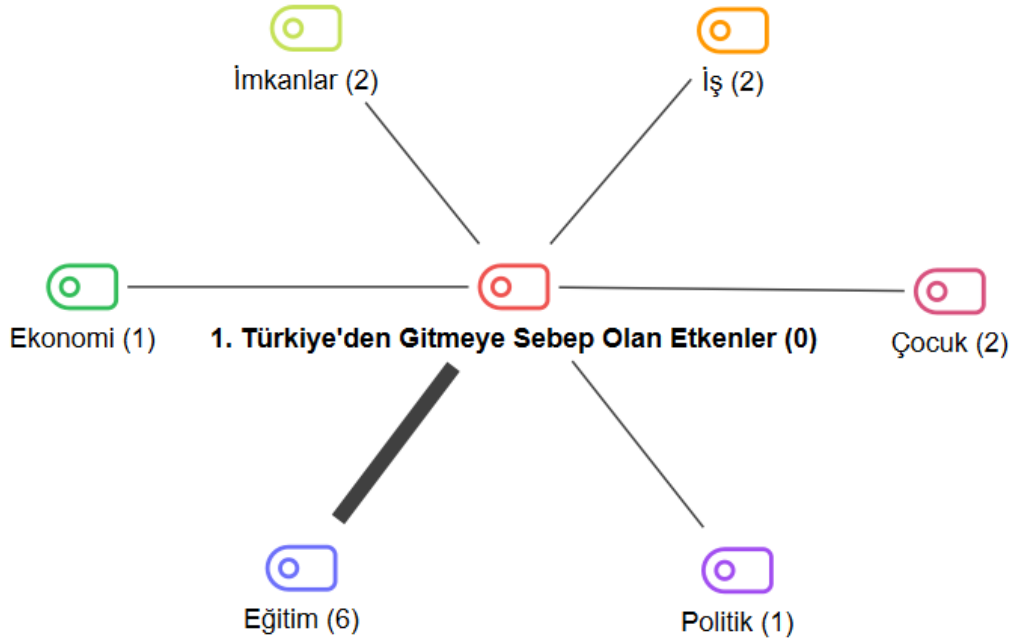 İmkanlar (2)
İş (2)
Ekonomi (1)
1. Türkiye'den Gitmeye Sebep Olan Etkenler (0)
Çocuk (2)
Eğitim (6)
Politik (1)